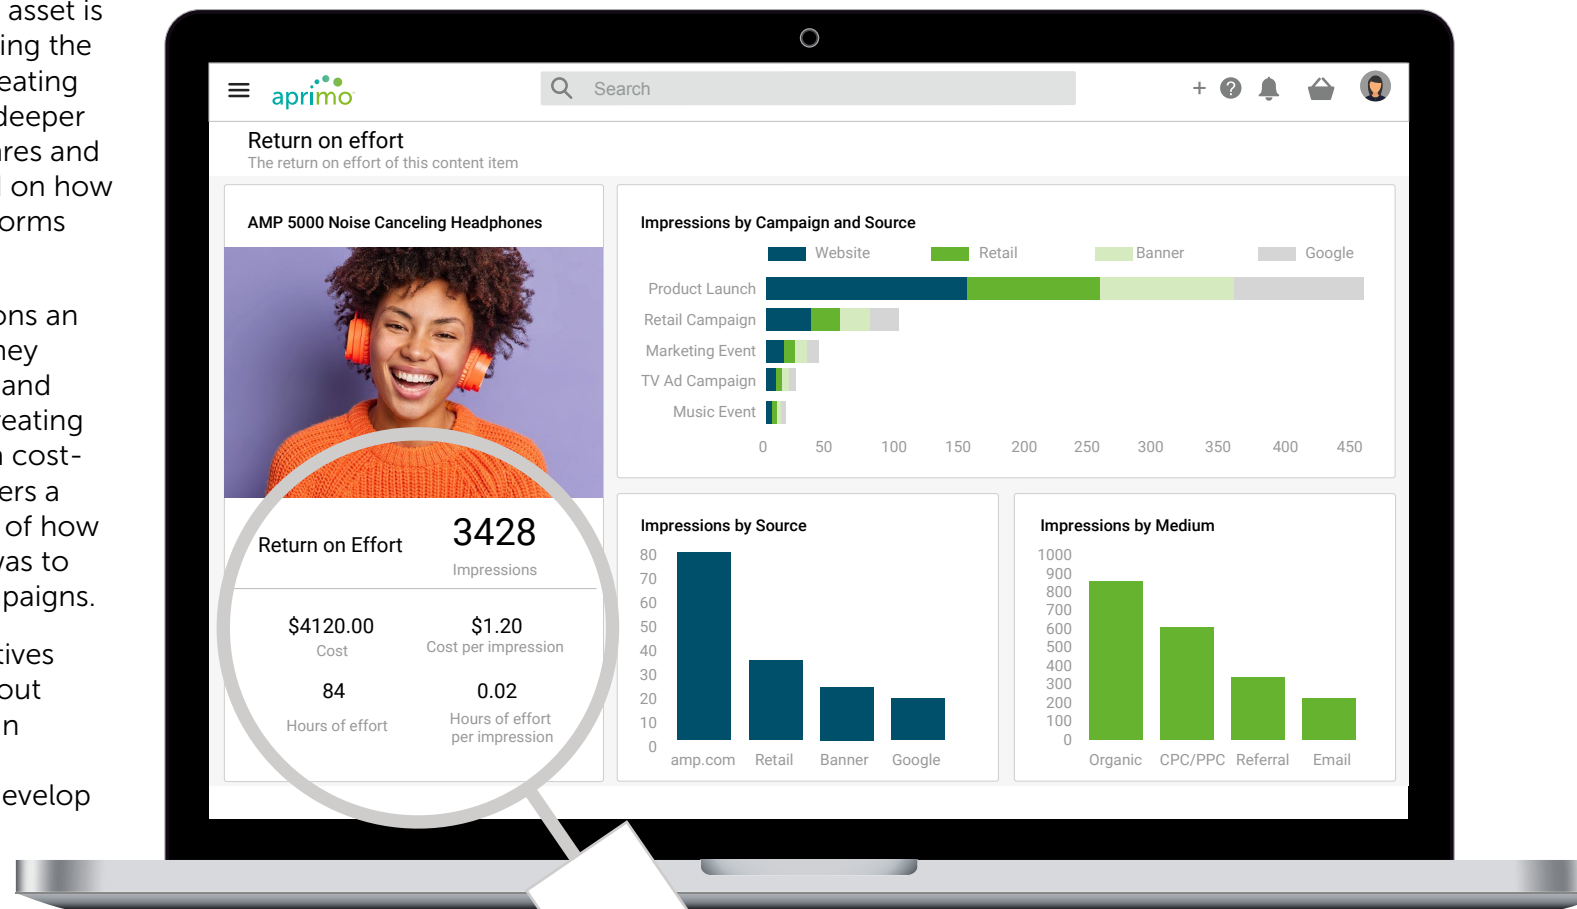 asset is
ing the
eating
deeper
res and
on how
orms
ons an
ney
and
reating
cost-
ers a
of how
was to
paigns.
tives
out
n
evelop
aprimo
Search
Return on effort
The return on effort of this content item
AMP 5000 Noise Canceling Headphones
Return on Effort
3428
Impressions
$4120.00
Cost
$1.20
Cost per impression
84
Hours of effort
0.02
Hours of effort
per impression
Impressions by Campaign and Source
Website Retail Banner Google
Product Launch
Retail Campaign
Marketing Event
TV Ad Campaign
Music Event
0 50 100 150 200 250 300 350 400 450
Impressions by Source
80
70
60
50
40
30
20
10
0
amp.com Retail Banner Google
Impressions by Medium
1000
900
800
700
600
500
400
300
200
100
0
Organic CPC/PPC Referral Email